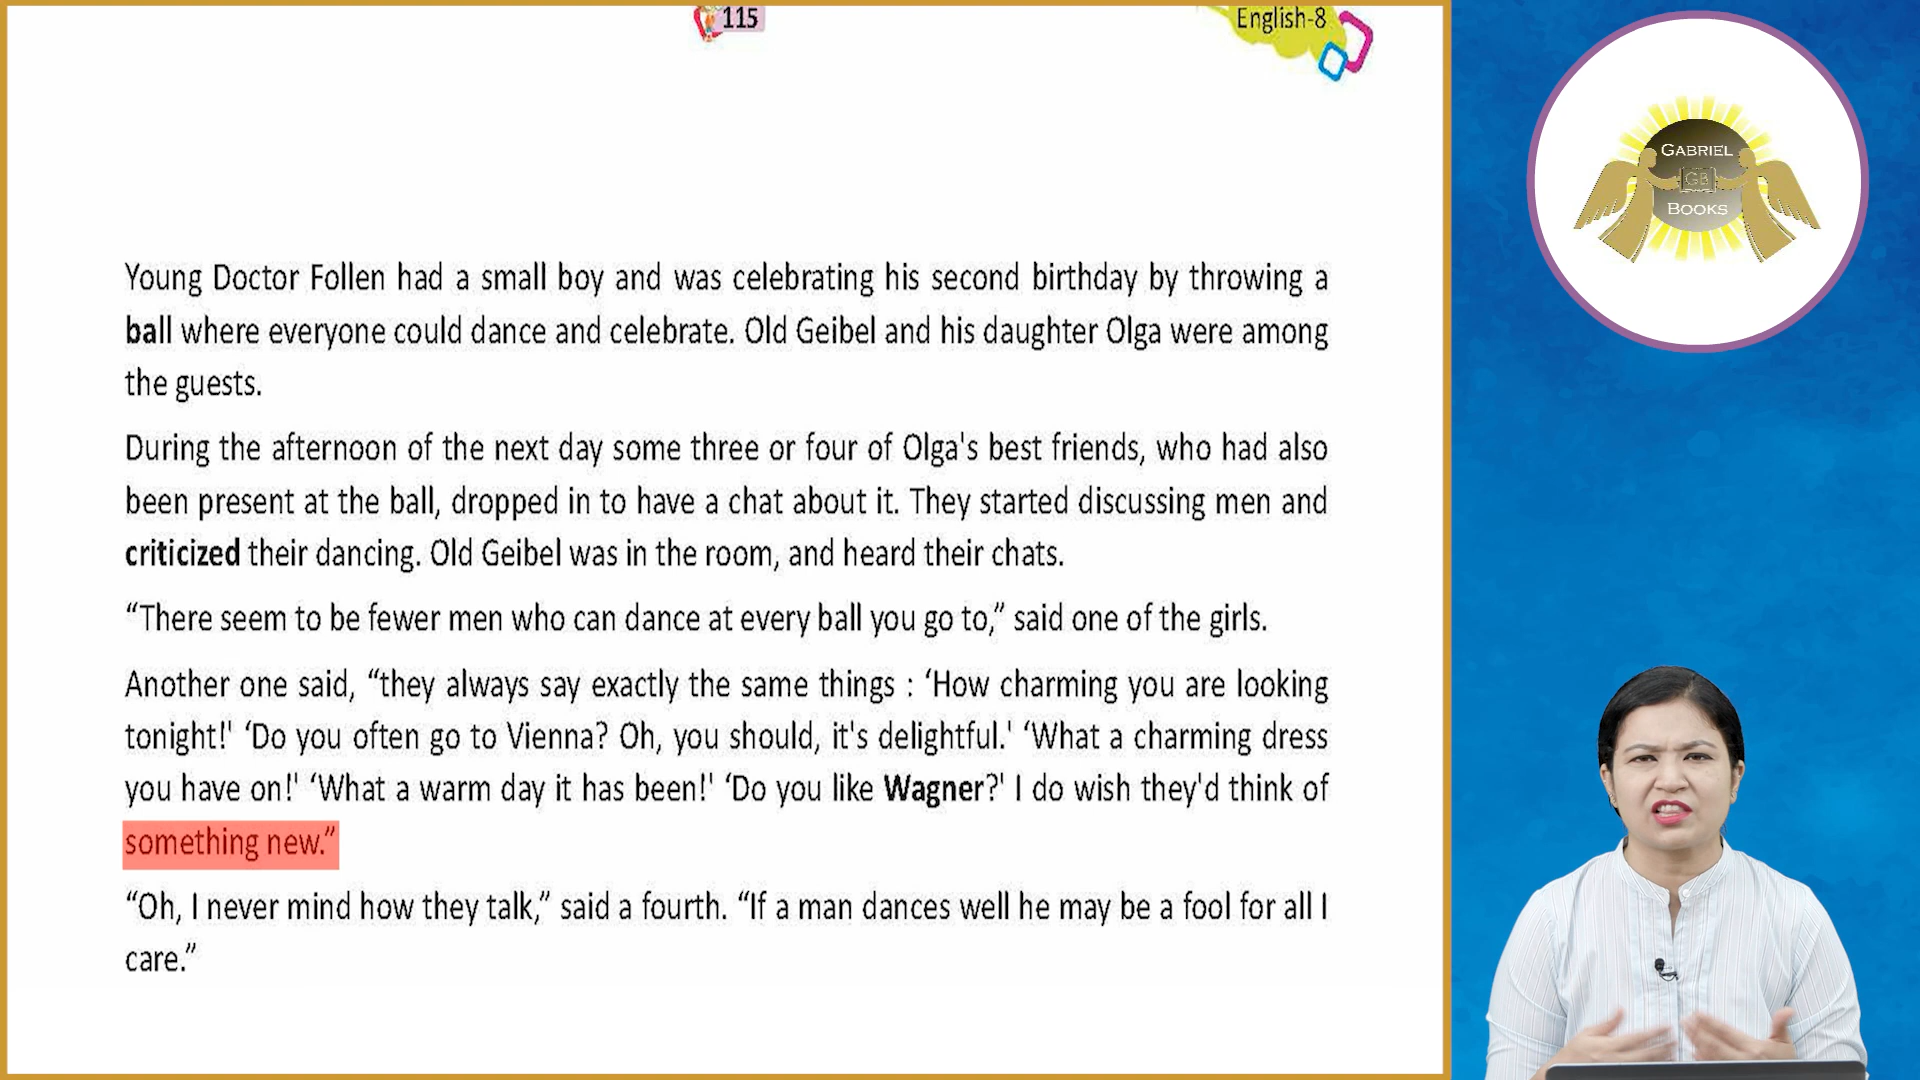 115
English-8
GABRIEL
GB
BOOKS
Young Doctor Follen had a small boy and was celebrating his second birthday by throwing a
ball where everyone could dance and celebrate. Old Geibel and his daughter Olga were among
the guests.
During the afternoon of the next day some three or four of Olga's best friends, who had also
been present at the ball, dropped in to have a chat about it. They started discussing men and
criticized their dancing. Old Geibel was in the room, and heard their chats.
“There seem to be fewer men who can dance at every ball you go to,” said one of the girls.
Another one said, “they always say exactly the same things : ‘How charming you are looking
tonight!' ‘Do you often go to Vienna? Oh, you should, it's delightful.' ‘What a charming dress
you have on!' ‘What a warm day it has been!' ‘Do you like Wagner?' I do wish they'd think of
something new.”
“Oh, I never mind how they talk,” said a fourth. “If a man dances well he may be a fool for all I
care.”